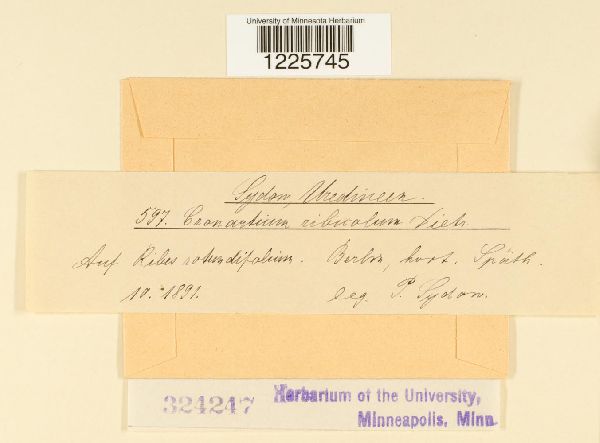 University of Minnesota Herbarium
1225745
Sydow, Uredineen.
597. Cronartium ribicolum Dietr.
Auf Ribes rotundifolium. Berlin, hort. Späth.
10. 1891. leg. P. Sydow.
324247 Herbarium of the University,
Minneapolis, Minn.